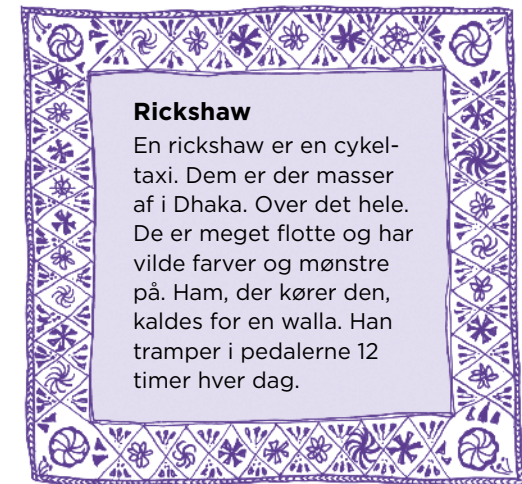 Rickshaw
En rickshaw er en cykel-
taxi. Dem er der masser
af i Dhaka. Over det hele.
De er meget flotte og har
vilde farver og mønstre
på. Ham, der kører den,
kaldes for en walla. Han
tramper i pedalerne 12
timer hver dag.